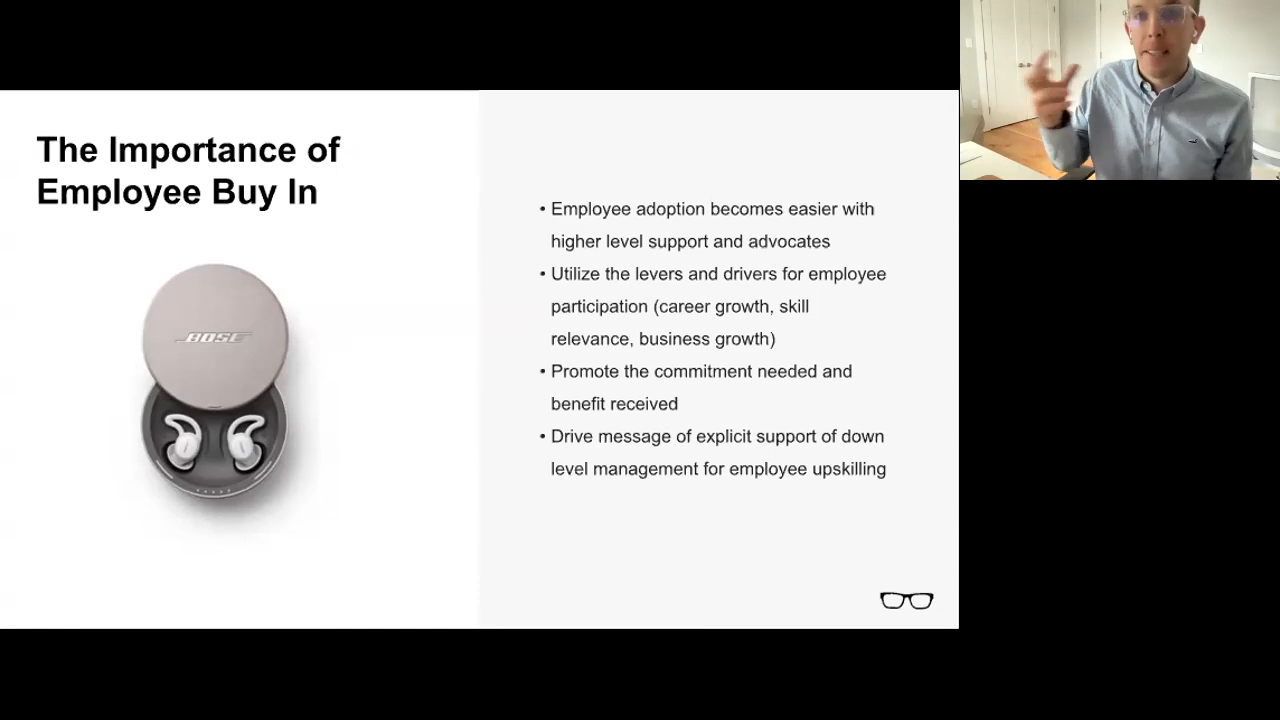 The Importance of
Employee Buy In
BOSE
• Employee adoption becomes easier with
higher level support and advocates
• Utilize the levers and drivers for employee
participation (career growth, skill
relevance, business growth)
• Promote the commitment needed and
benefit received
• Drive message of explicit support of down
level management for employee upskilling